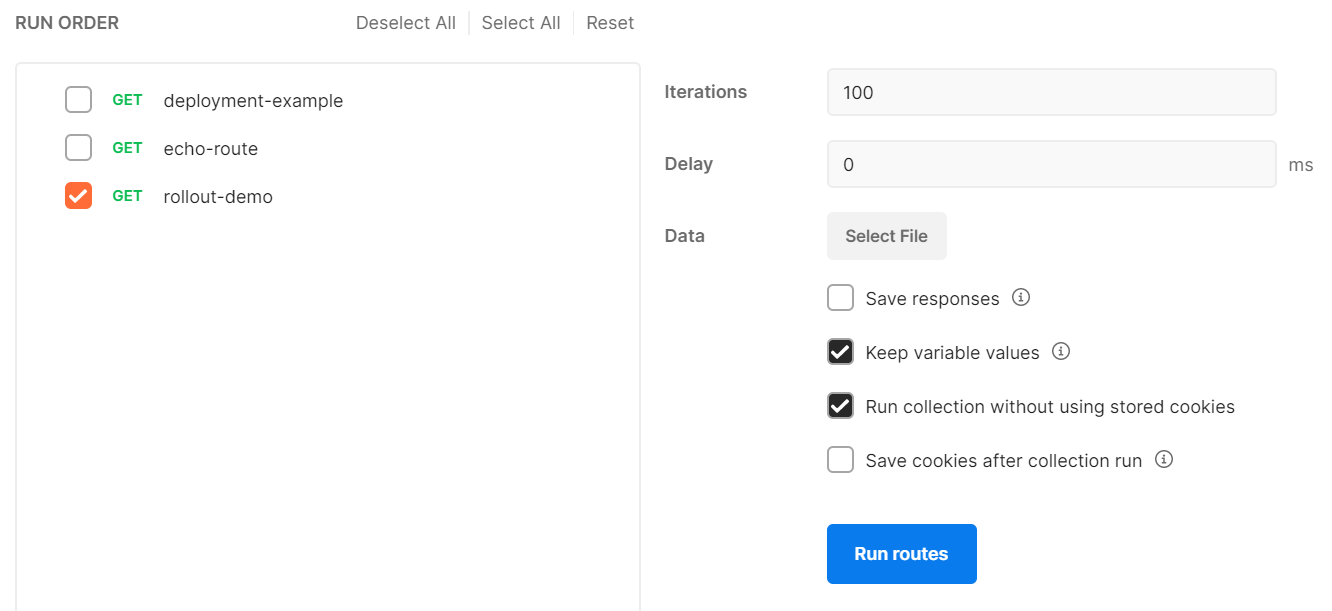 RUN ORDER Deselect All Select All Reset
GET deployment-example
GET echo-route
GET rollout-demo
Iterations 100
Delay 0 ms
Data Select File
Save responses
Keep variable values
Run collection without using stored cookies
Save cookies after collection run
Run routes